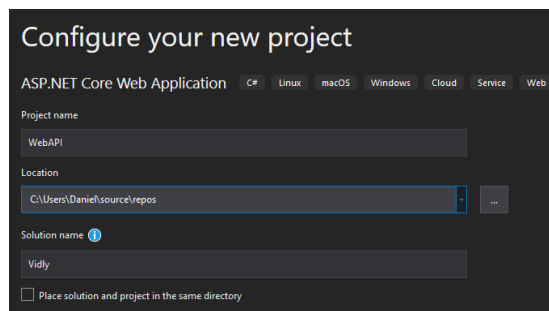 Configure your new project
ASP.NET Core Web Application C# Linux macOS Windows Cloud Service Web
Project name
WebAPI
Location
C:\Users\Daniel\source\repos
...
Solution name
Vidly
Place solution and project in the same directory